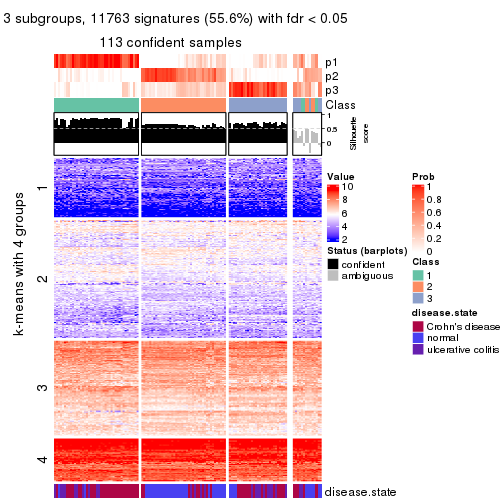 3 subgroups, 11763 signatures (55.6%) with fdr < 0.05
113 confident samples
p1
p2
p3
Class
1
0.5
0
Silhouette
score
k-means with 4 groups
1
2
3
4
disease.state
Value
10
8
6
4
2
Status (barplots)
confident
ambiguous
Prob
1
0.8
0.6
0.4
0.2
0
Class
1
2
3
disease.state
Crohn's disease
normal
ulcerative colitis